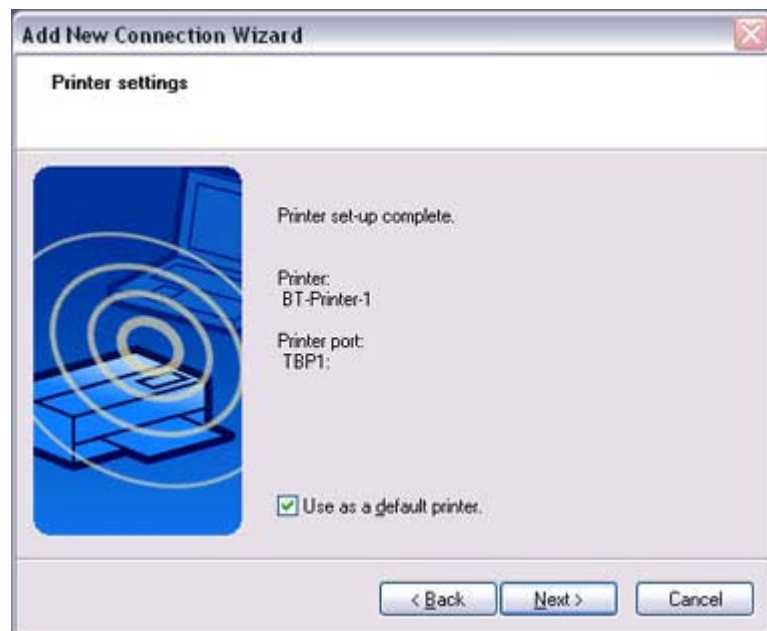 Add New Connection Wizard
Printer settings
Printer set-up complete.
Printer:
BT-Printer-1
Printer port:
TBP1:
Use as a default printer.
< Back
Next >
Cancel